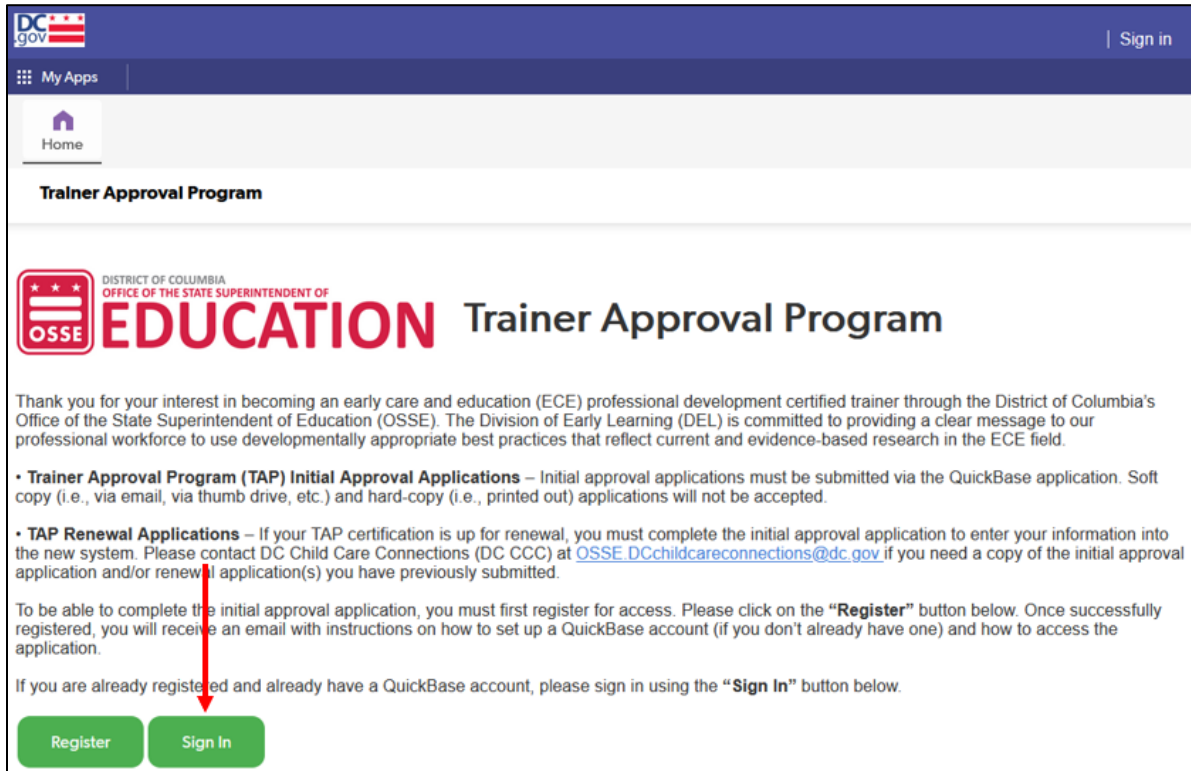 DC
.gov
| Sign in
My Apps
Home
Trainer Approval Program
OSSE
DISTRICT OF COLUMBIA
OFFICE OF THE STATE SUPERINTENDENT OF
EDUCATION
Trainer Approval Program
Thank you for your interest in becoming an early care and education (ECE) professional development certified trainer through the District of Columbia's
Office of the State Superintendent of Education (OSSE). The Division of Early Learning (DEL) is committed to providing a clear message to our
professional workforce to use developmentally appropriate best practices that reflect current and evidence-based research in the ECE field.
• Trainer Approval Program (TAP) Initial Approval Applications – Initial approval applications must be submitted via the QuickBase application. Soft
copy (i.e., via email, via thumb drive, etc.) and hard-copy (i.e., printed out) applications will not be accepted.
• TAP Renewal Applications – If your TAP certification is up for renewal, you must complete the initial approval application to enter your information into
the new system. Please contact DC Child Care Connections (DC CCC) at OSSE.DCchildcareconnections@dc.gov if you need a copy of the initial approval
application and/or renewal application(s) you have previously submitted.
To be able to complete the initial approval application, you must first register for access. Please click on the “Register” button below. Once successfully
registered, you will receive an email with instructions on how to set up a QuickBase account (if you don't already have one) and how to access the
application.
If you are already registered and already have a QuickBase account, please sign in using the “Sign In” button below.
Register
Sign In